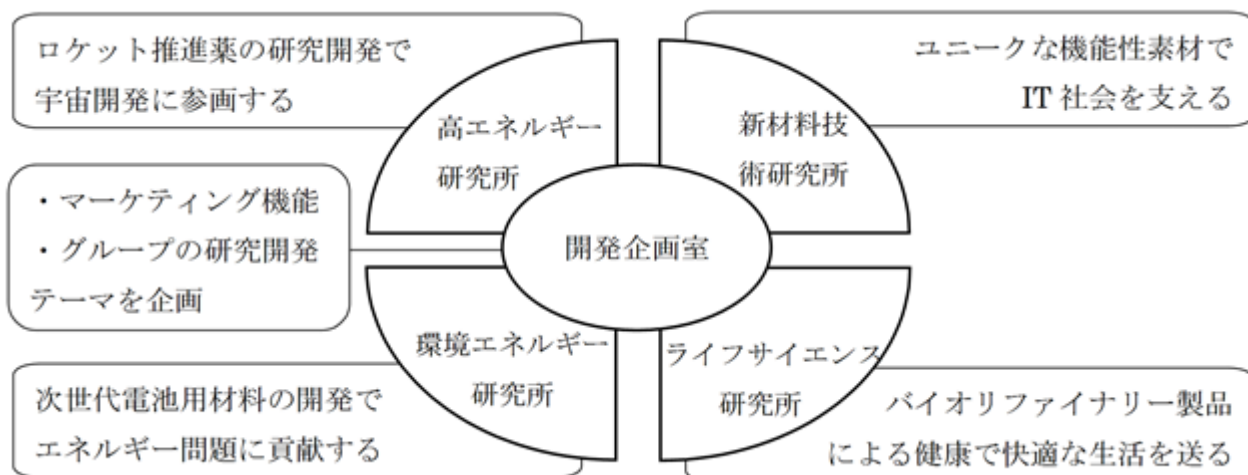 ロケット推進薬の研究開発で
宇宙開発に参画する
高エネルギー
研究所
ユニークな機能性素材で
IT 社会を支える
新材料技
術研究所
・マーケティング機能
・グループの研究開発
テーマを企画
開発企画室
環境エネルギー
研究所
次世代電池用材料の開発で
エネルギー問題に貢献する
ライフサイエンス
研究所
バイオリファイナリー製品
による健康で快適な生活を送る